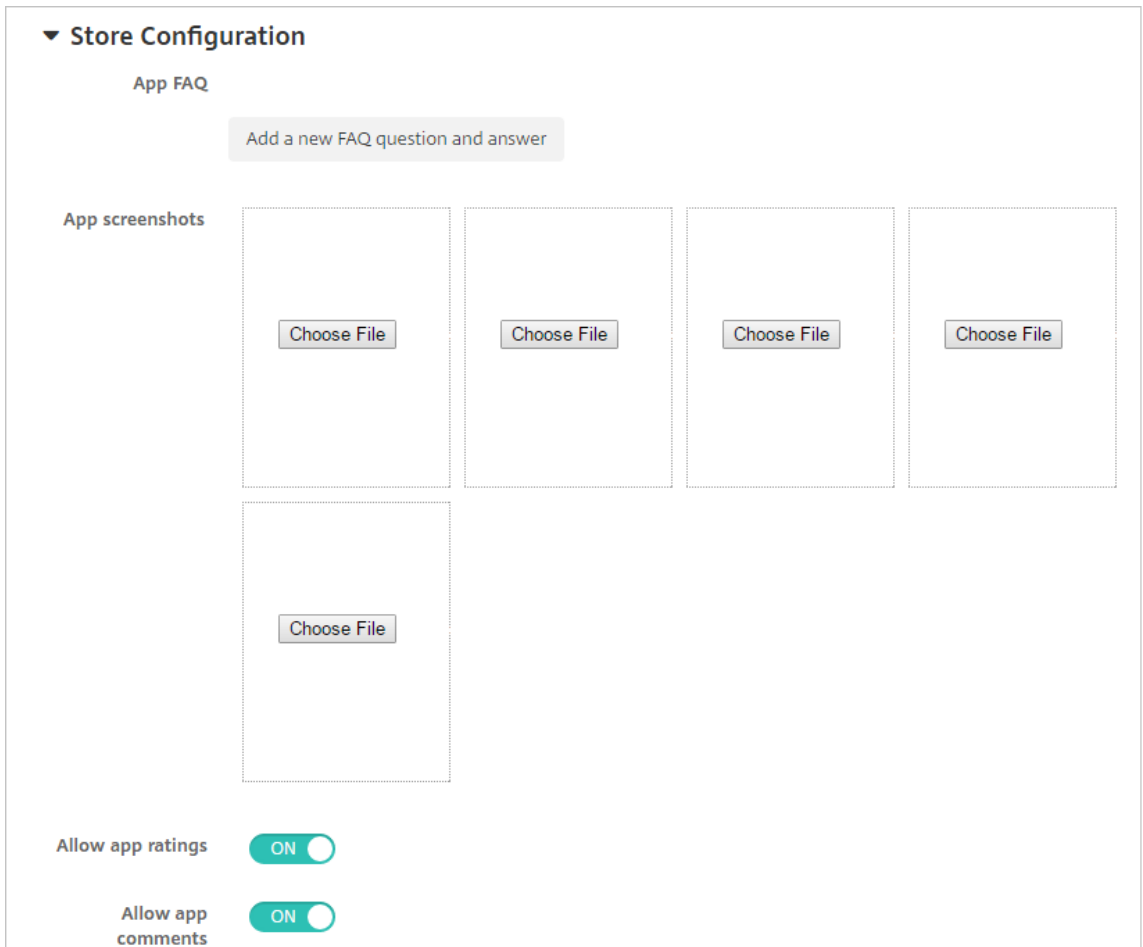 Store Configuration
App FAQ
Add a new FAQ question and answer
App screenshots
Choose File
Choose File
Choose File
Choose File
Choose File
Allow app ratings
ON
Allow app
comments
ON